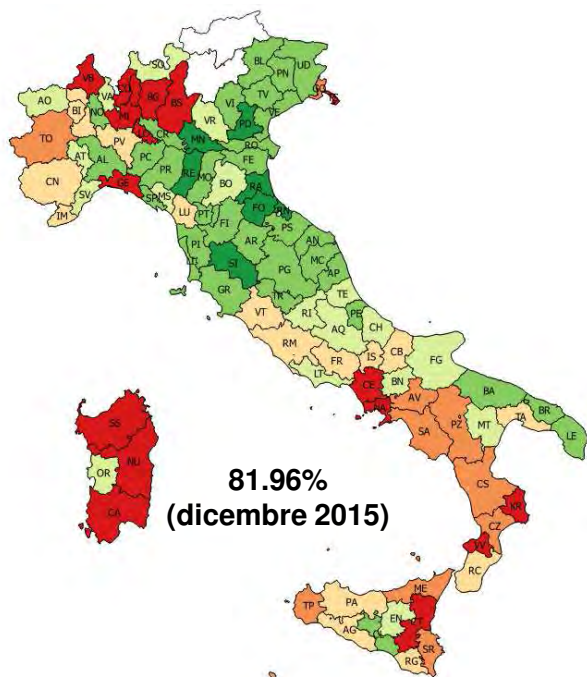 SO
BL
UD
PN
VB
TV
AO
VA
BG
BS
VI
BI
NO
VR
PD
VE
GO
TO
MI
PV
CR
MN
RO
AT
AL
PC
PR
RE
MO
FE
CN
GE
BO
RA
SV
SP
MS
FO
IM
LU
PT
FI
PS
AN
PI
AR
MC
SI
PG
AP
GR
TR
TE
VT
RI
PE
AQ
CH
RM
FR
IS
CB
FG
LT
CE
BN
BA
NA
AV
BR
SA
PZ
MT
TA
LE
SS
NU
OR
CA
CS
KR
CZ
VV
RC
81.96%
(dicembre 2015)
ME
TP
PA
EN
AG
SR
RG